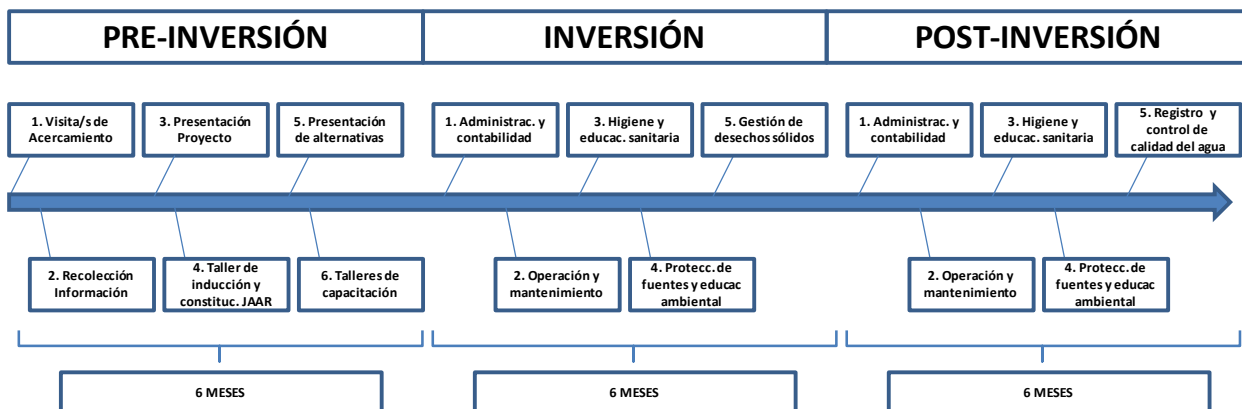 PRE-INVERSIÓN
INVERSIÓN
POST-INVERSIÓN
1. Visita/s de
Acercamiento
3. Presentación
Proyecto
5. Presentación
de alternativas
1. Administrac. y
contabilidad
3. Higiene y
educac. sanitaria
5. Gestión de
desechos sólidos
1. Administrac. y
contabilidad
3. Higiene y
educac. sanitaria
5. Registro y
control de
calidad del agua
2. Recolección
Información
4. Taller de
inducción y
constituc. JAAR
6. Talleres de
capacitación
2. Operación y
mantenimiento
4. Protecc. de
fuentes y educac
ambiental
2. Operación y
mantenimiento
4. Protecc. de
fuentes y educac
ambiental
6 MESES
6 MESES
6 MESES